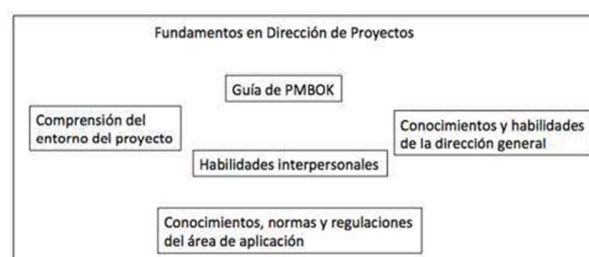 Fundamentos en Dirección de Proyectos
Guía de PMBOK
Comprensión del
entorno del proyecto
Conocimientos y habilidades
de la dirección general
Habilidades interpersonales
Conocimientos, normas y regulaciones
del área de aplicación